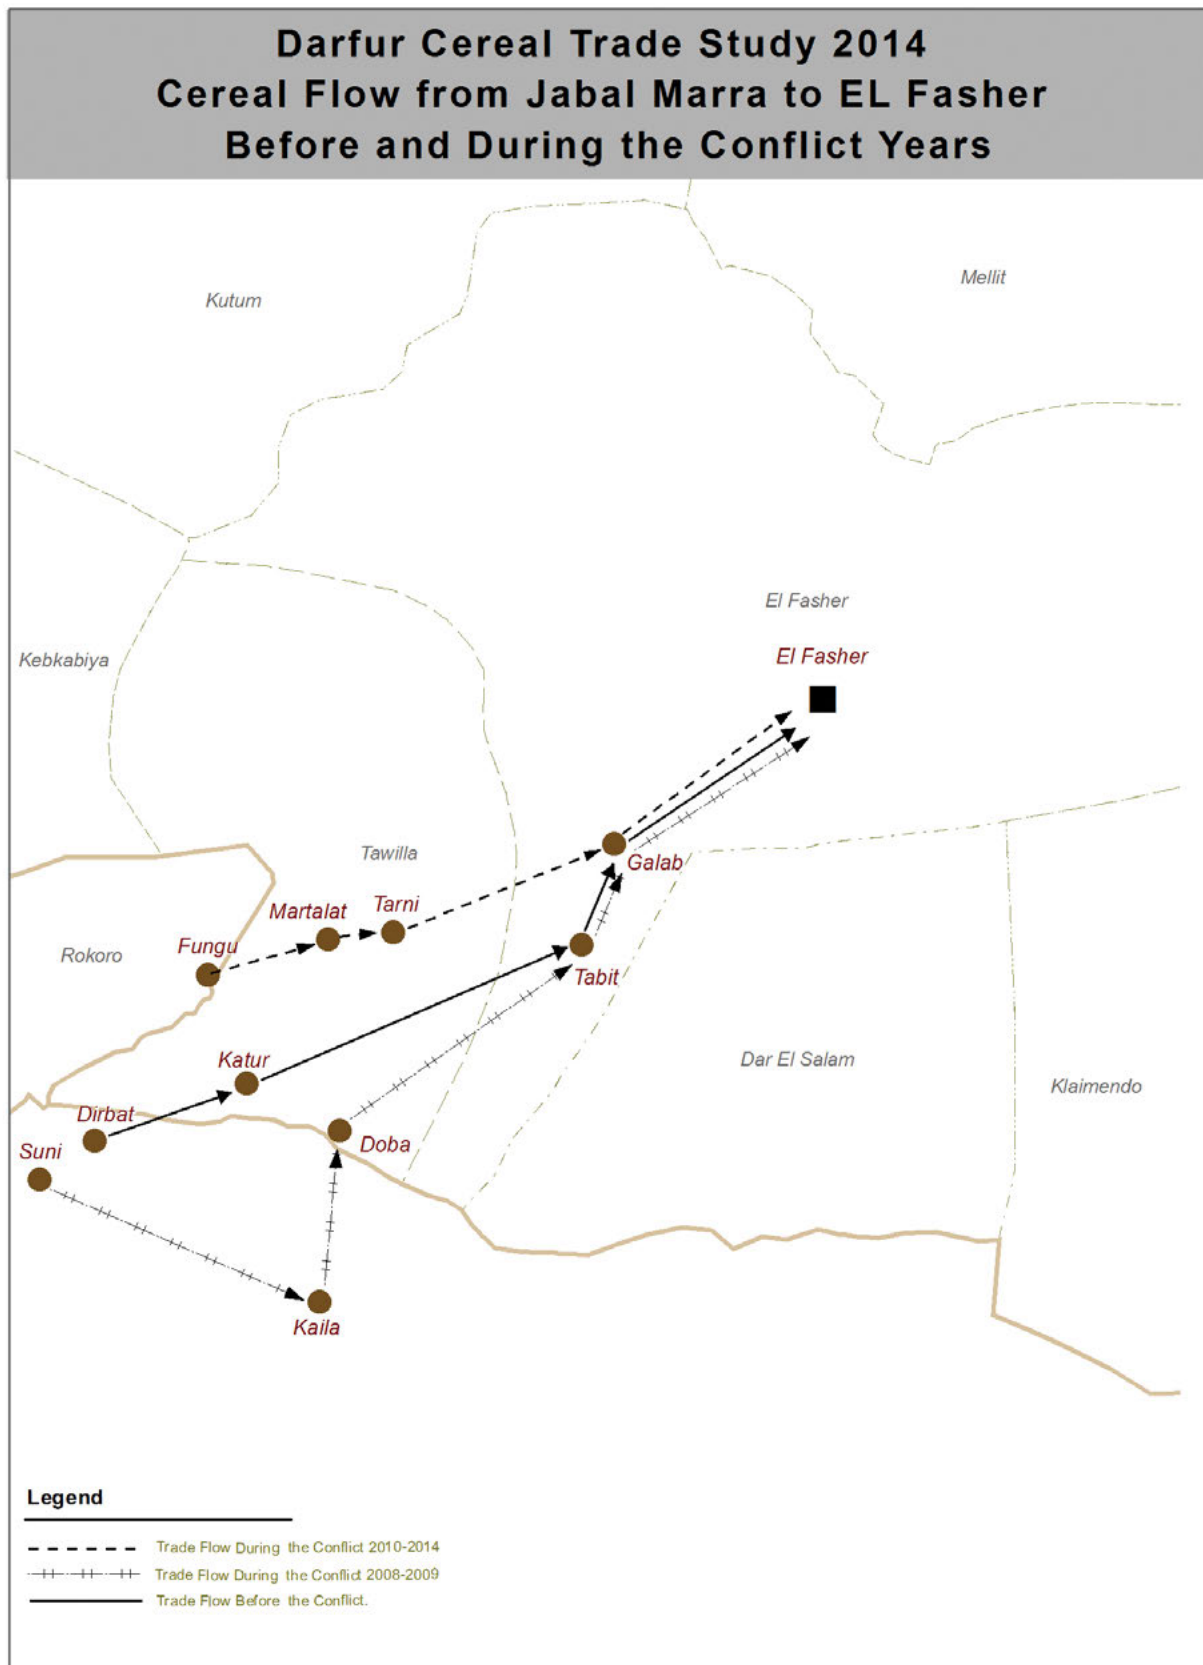 Darfur Cereal Trade Study 2014
Cereal Flow from Jabal Marra to EL Fasher
Before and During the Conflict Years
Mellit
Kutum
El Fasher
El Fasher
Kebkabiya
Tawilla
Galab
Tarni
Martalat
Fungu
Rokoro
Tabit
Katur
Dar El Salam
Klaimendo
Dirbat
Doba
Suni
Kaila
Legend
Trade Flow During the Conflict 2010-2014
Trade Flow During the Conflict 2008-2009
Trade Flow Before the Conflict.